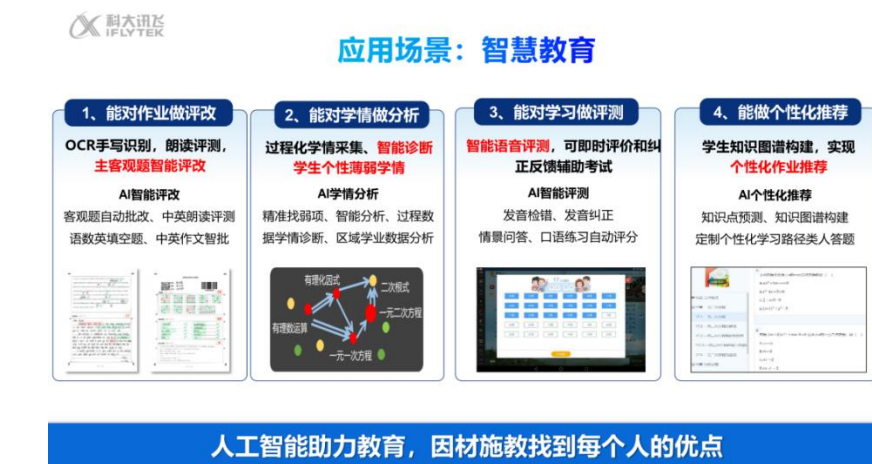 科大讯飞
iFLYTEK
应用场景：智慧教育
1、能对作业做评改
OCR手写识别，朗读评测，
主客观题智能评改
AI智能评改
客观题自动批改、中英朗读评测
语数英填空题、中英作文智批
2、能对学情做分析
过程化学情采集、智能诊断
学生个性薄弱学情
AI学情分析
精准找弱项、智能分析、过程数
据学情诊断、区域学业数据分析
有理化因式
二次根式
一元二次方程
有理数运算
一元一次方程
3、能对学习做评测
智能语音评测，可即时评价和纠
正反馈辅助考试
AI智能评测
发音检错、发音纠正
情景问答、口语练习自动评分
4、能做个性化推荐
学生知识图谱构建，实现
个性化作业推荐
AI个性化推荐
知识点预测、知识图谱构建
定制个性化学习路径类人答题
人工智能助力教育，因材施教找到每个人的优点